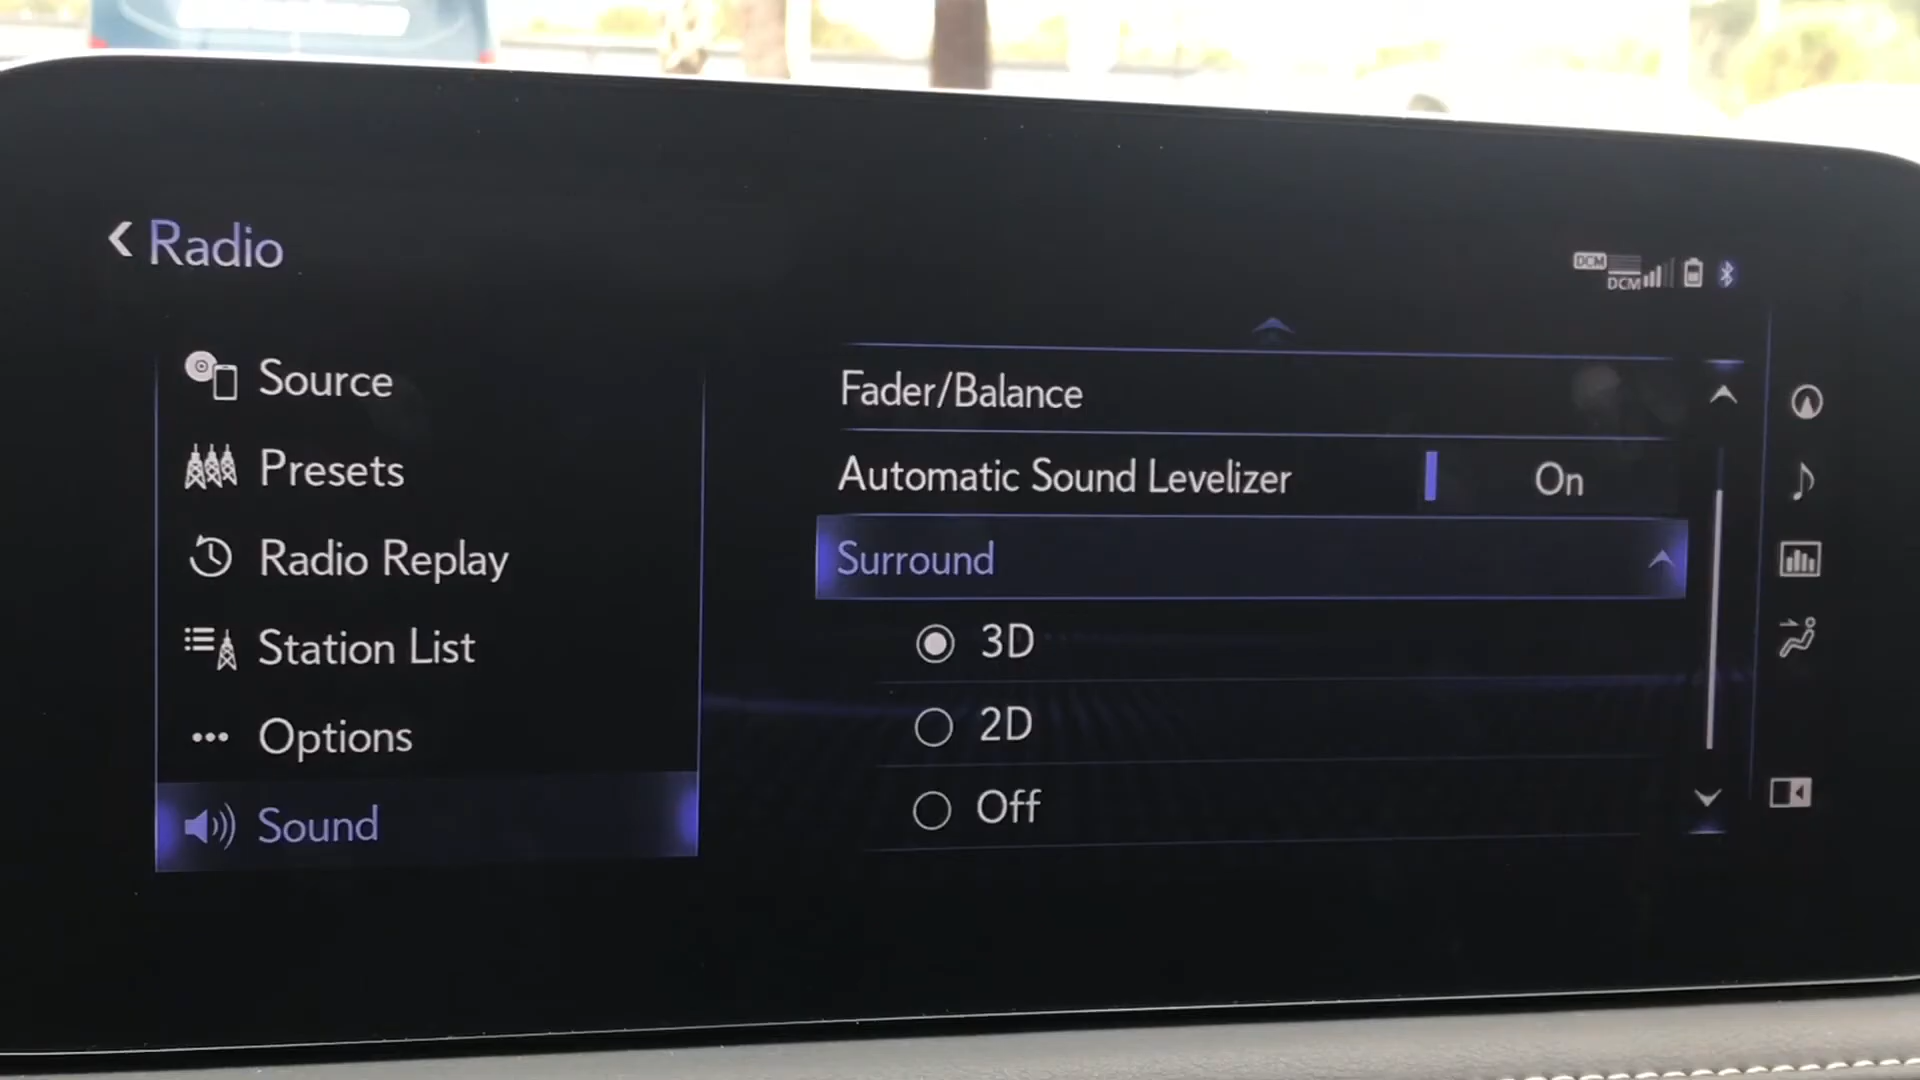 Radio
DCM
DCM
Source
Presets
Radio Replay
Station List
Options
Sound
Fader/Balance
Automatic Sound Levelizer On
Surround
3D
2D
Off